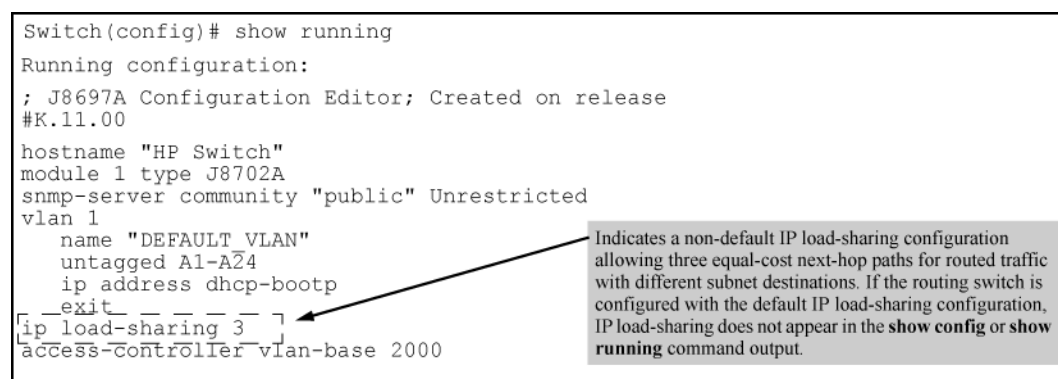 Switch(config)# show running
Running configuration:
; J8697A Configuration Editor; Created on release
#K.11.00
hostname "HP Switch"
module 1 type J8702A
snmp-server community "public" Unrestricted
vlan 1
name "DEFAULT_VLAN"
untagged A1-A24
ip address dhcp-bootp
exit
ip load-sharing 3
access-controller vlan-base 2000
Indicates a non-default IP load-sharing configuration
allowing three equal-cost next-hop paths for routed traffic
with different subnet destinations. If the routing switch is
configured with the default IP load-sharing configuration,
IP load-sharing does not appear in the show config or show
running command output.